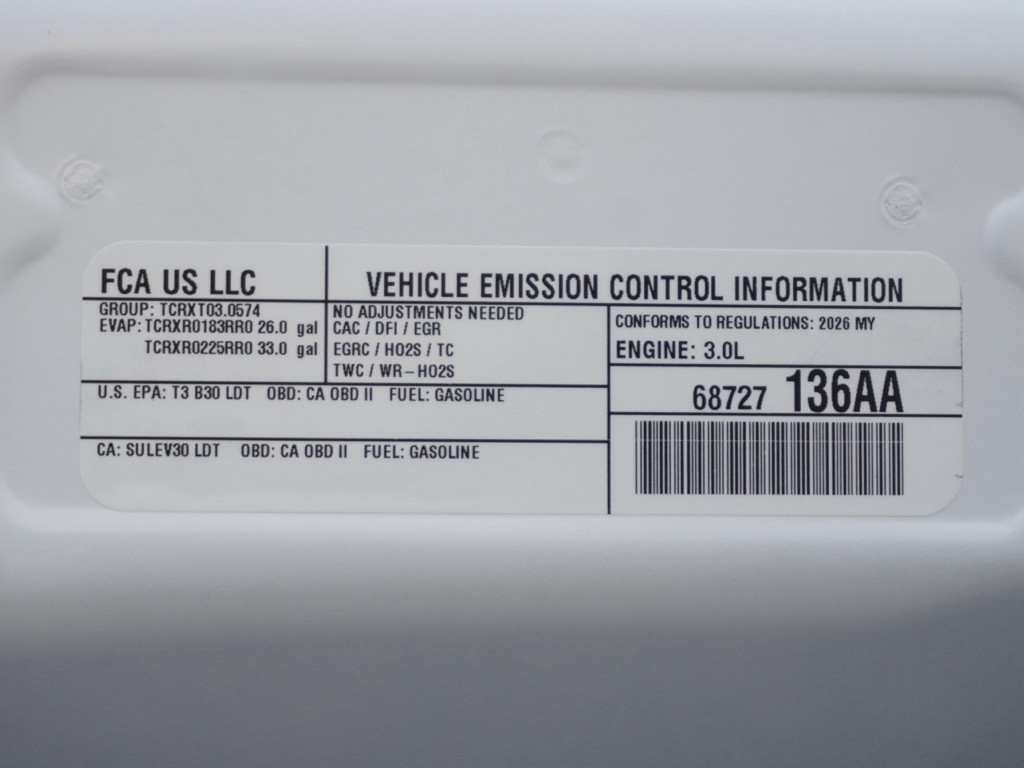 FCA US LLC
VEHICLE EMISSION CONTROL INFORMATION
GROUP: TCRXT03.0574
EVAP: TCRXR0183RR0 26.0 gal
TCRXR0225RR0 33.0 gal
NO ADJUSTMENTS NEEDED
CAC / DFI / EGR
EGRC / HO2S / TC
TWC / WR-HO2S
CONFORMS TO REGULATIONS: 2026 MY
ENGINE: 3.0L
68727 136AA
U.S. EPA: T3 B30 LDT OBD: CA OBD II FUEL: GASOLINE
CA: SULEV30 LDT OBD: CA OBD II FUEL: GASOLINE